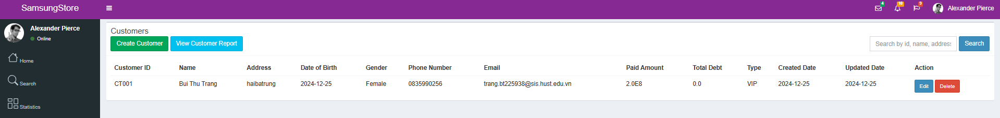 SamsungStore
4
10
9
Alexander Pierce
Alexander Pierce
Online
Home
Search
Statistics
Customers
Create Customer View Customer Report
Search by id, name, address Search
Customer ID Name Address Date of Birth Gender Phone Number Email Paid Amount Total Debt Type Created Date Updated Date Action
CT001 Bui Thu Trang haibatrung 2024-12-25 Female 0835990256 trang.bt225938@sis.hust.edu.vn 2.0E8 0.0 VIP 2024-12-25 2024-12-25 Edit Delete